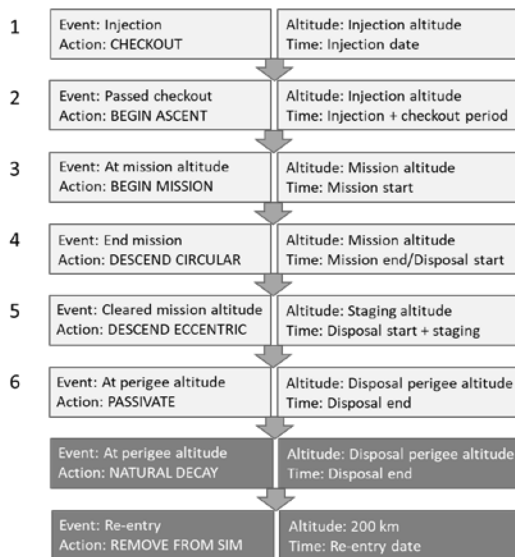 1
Event: Injection
Action: CHECKOUT
Altitude: Injection altitude
Time: Injection date
2
Event: Passed checkout
Action: BEGIN ASCENT
Altitude: Injection altitude
Time: Injection + checkout period
3
Event: At mission altitude
Action: BEGIN MISSION
Altitude: Mission altitude
Time: Mission start
4
Event: End mission
Action: DESCEND CIRCULAR
Altitude: Mission altitude
Time: Mission end/Disposal start
5
Event: Cleared mission altitude
Action: DESCEND ECCENTRIC
Altitude: Staging altitude
Time: Disposal start + staging
6
Event: At perigee altitude
Action: PASSIVATE
Altitude: Disposal perigee altitude
Time: Disposal end
Event: At perigee altitude
Action: NATURAL DECAY
Altitude: Disposal perigee altitude
Time: Disposal end
Event: Re-entry
Action: REMOVE FROM SIM
Altitude: 200 km
Time: Re-entry date